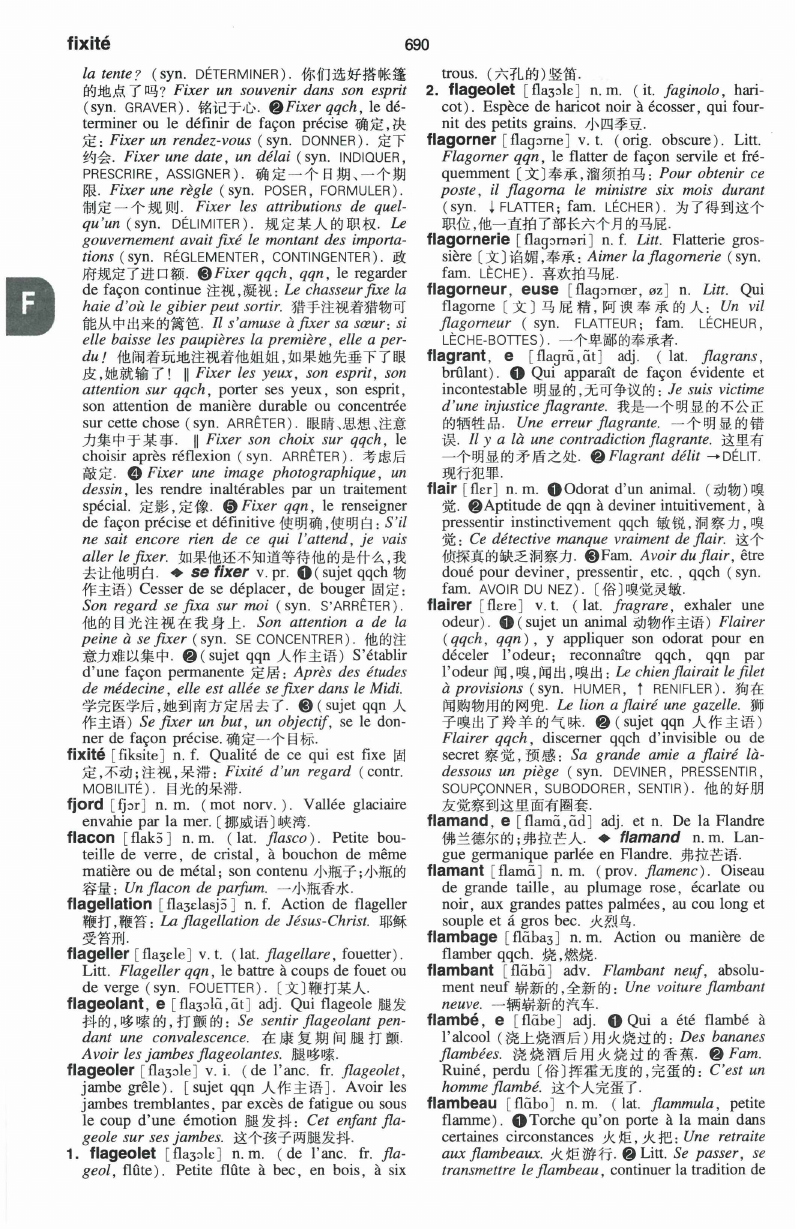 fixité
690
la tente? (syn. DÉTERMINER). 你们选好搭帐篷
的地点了吗? Fixer un souvenir dans son esprit
(syn. GRAVER). 铭记于心. ❷Fixer qqch, le dé-
terminer ou le définir de façon précise 确定,决
定: Fixer un rendez-vous (syn. DONNER). 定下
约会. Fixer une date, un délai (syn. INDIQUER,
PRESCRIRE, ASSIGNER). 确定一个日期、一个期
限. Fixer une règle (syn. POSER, FORMULER).
制定一个规则. Fixer les attributions de quel-
qu'un (syn. DÉLIMITER). 规定某人的职权. Le
gouvernement avait fixé le montant des importa-
tions (syn. RÉGLEMENTER, CONTINGENTER). 政
府规定了进口额. ❸Fixer qqch, qqn, le regarder
de façon continue 注视,凝视: Le chasseur fixe la
haie d'où le gibier peut sortir. 猎手注视着猎物可
能从中出来的篱笆. Il s'amuse à fixer sa sœur: si
elle baisse les paupières la première, elle a per-
du! 他闹着玩地注视着他姐姐,如果她先垂下了眼
皮,她就输了! ‖ Fixer les yeux, son esprit, son
attention sur qqch, porter ses yeux, son esprit,
son attention de manière durable ou concentrée
sur cette chose (syn. ARRÊTER). 眼睛、思想、注意
力集中于某事. ‖ Fixer son choix sur qqch, le
choisir après réflexion (syn. ARRÊTER). 考虑后
敲定. ❹ Fixer une image photographique, un
dessin, les rendre inaltérables par un traitement
spécial. 定影,定像. ❺ Fixer qqn, le renseigner
de façon précise et définitive 使明确,使明白: S'il
ne sait encore rien de ce qui l'attend, je vais
aller le fixer. 如果他还不知道等待他的是什么,我
去让他明白. ◆ se fixer v. pr. ❶(sujet qqch 物
作主语) Cesser de se déplacer, de bouger 固定:
Son regard se fixa sur moi (syn. S'ARRÊTER).
他的目光注视在我身上. Son attention a de la
peine à se fixer (syn. SE CONCENTRER). 他的注
意力难以集中. ❷(sujet qqn 人作主语) S'établir
d'une façon permanente 定居: Après des études
de médecine, elle est allée se fixer dans le Midi.
学完医学后,她到南方定居去了. ❸(sujet qqn 人
作主语) Se fixer un but, un objectif, se le don-
ner de façon précise. 确定一个目标.
fixité [fiksite] n. f. Qualité de ce qui est fixe 固
定,不动;注视,呆滞: Fixité d'un regard (contr.
MOBILITÉ). 目光的呆滞.
fjord [fjɔr] n. m. (mot norv.). Vallée glaciaire
envahie par la mer. [挪威语]峡湾.
flacon [flakɔ̃] n. m. (lat. flasco). Petite bou-
teille de verre, de cristal, à bouchon de même
matière ou de métal; son contenu 小瓶子;小瓶的
容量: Un flacon de parfum. 一小瓶香水.
flagellation [flaʒɛlasjɔ̃] n. f. Action de flageller
鞭打,鞭笞: La flagellation de Jésus-Christ. 耶稣
受笞刑.
flageller [flaʒɛle] v. t. (lat. flagellare, fouetter).
Litt. Flageller qqn, le battre à coups de fouet ou
de verge (syn. FOUETTER). [文]鞭打某人.
flageolant, e [flaʒɔlɑ̃,ɑ̃t] adj. Qui flageole 腿发
抖的,哆嗦的,打颤的: Se sentir flageolant pen-
dant une convalescence. 在康复期间腿打颤.
Avoir les jambes flageolantes. 腿哆嗦.
flageoler [flaʒɔle] v. i. (de l'anc. fr. flageolet,
jambe grêle). [sujet qqn 人作主语]. Avoir les
jambes tremblantes, par excès de fatigue ou sous
le coup d'une émotion 腿发抖: Cet enfant fla-
geole sur ses jambes. 这个孩子两腿发抖.
1. flageolet [flaʒɔlɛ] n. m. (de l'anc. fr. fla-
geol, flûte). Petite flûte à bec, en bois, à six
F
trous. (六孔的)竖笛.
2. flageolet [flaʒɔlɛ] n. m. (it. faginolo, hari-
cot). Espèce de haricot noir à écosser, qui four-
nit des petits grains. 小四季豆.
flagorner [flagɔrne] v. t. (orig. obscure). Litt.
Flagorner qqn, le flatter de façon servile et fré-
quemment [文]奉承,溜须拍马: Pour obtenir ce
poste, il flagorna le ministre six mois durant
(syn. ↓FLATTER; fam. LÉCHER). 为了得到这个
职位,他一直拍了部长六个月的马屁.
flagornerie [flagɔrnəri] n. f. Litt. Flatterie gros-
sière [文]谄媚,奉承: Aimer la flagornerie (syn.
fam. LÈCHE). 喜欢拍马屁.
flagorneur, euse [flagɔrnœr, øz] n. Litt. Qui
flagorne [文]马屁精,阿谀奉承的人: Un vil
flagorneur (syn. FLATTEUR; fam. LÉCHEUR,
LÈCHE-BOTTES). 一个卑鄙的奉承者.
flagrant, e [flagrɑ̃,ɑ̃t] adj. (lat. flagrans,
brûlant). ❶ Qui apparaît de façon évidente et
incontestable 明显的,无可争议的: Je suis victime
d'une injustice flagrante. 我是一个明显的不公正
的牺牲品. Une erreur flagrante. 一个明显的错
误. Il y a là une contradiction flagrante. 这里有
一个明显的矛盾之处. ❷ Flagrant délit →DÉLIT.
现行犯罪.
flair [flɛr] n. m. ❶Odorat d'un animal. (动物)嗅
觉. ❷Aptitude de qqn à deviner intuitivement, à
pressentir instinctivement qqch 敏锐,洞察力,嗅
觉: Ce détective manque vraiment de flair. 这个
侦探真的缺乏洞察力. ❸Fam. Avoir du flair, être
doué pour deviner, pressentir, etc., qqch (syn.
fam. AVOIR DU NEZ). [俗]嗅觉灵敏.
flairer [flɛre] v. t. (lat. fragrare, exhaler une
odeur). ❶(sujet un animal 动物作主语) Flairer
(qqch, qqn), y appliquer son odorat pour en
déceler l'odeur; reconnaître qqch, qqn par
l'odeur 闻,嗅,闻出,嗅出: Le chien flairait le filet
à provisions (syn. HUMER, ↑ RENIFLER). 狗在
闻购物用的网兜. Le lion a flairé une gazelle. 狮
子嗅出了羚羊的气味. ❷(sujet qqn 人作主语)
Flairer qqch, discerner qqch d'invisible ou de
secret 察觉,预感: Sa grande amie a flairé là-
dessous un piège (syn. DEVINER, PRESSENTIR,
SOUPÇONNER, SUBODORER, SENTIR). 他的好朋
友觉察到这里面有圈套.
flamand, e [flamɑ̃,ɑ̃d] adj. et n. De la Flandre
佛兰德尔的;弗拉芒人. ◆ flamand n. m. Lan-
gue germanique parlée en Flandre. 弗拉芒语.
flamant [flamɑ̃] n. m. (prov. flamenc). Oiseau
de grande taille, au plumage rose, écarlate ou
noir, aux grandes pattes palmées, au cou long et
souple et á gros bec. 火烈鸟.
flambage [flɑ̃baʒ] n. m. Action ou manière de
flamber qqch. 烧,燃烧.
flambant [flɑ̃bɑ̃] adv. Flambant neuf, absolu-
ment neuf 崭新的,全新的: Une voiture flambant
neuve. 一辆崭新的汽车.
flambé, e [flɑ̃be] adj. ❶ Qui a été flambé à
l'alcool (浇上烧酒后)用火烧过的: Des bananes
flambées. 浇烧酒后用火烧过的香蕉. ❷ Fam.
Ruiné, perdu [俗]挥霍无度的,完蛋的: C'est un
homme flambé. 这个人完蛋了.
flambeau [flɑ̃bo] n. m. (lat. flammula, petite
flamme). ❶Torche qu'on porte à la main dans
certaines circonstances 火炬,火把: Une retraite
aux flambeaux. 火炬游行. ❷ Litt. Se passer, se
transmettre le flambeau, continuer la tradition de